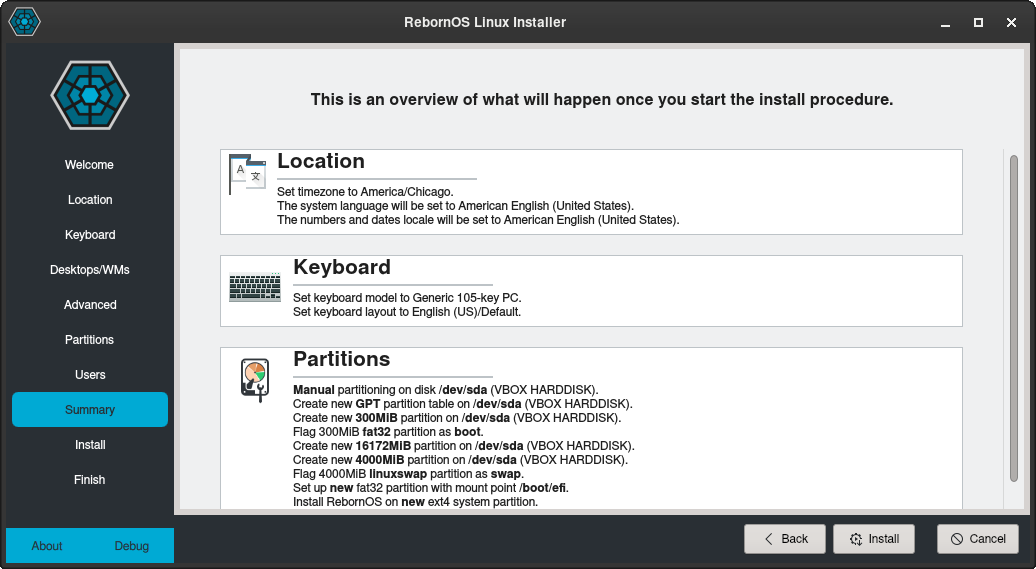 RebornOS Linux Installer
Welcome
Location
Keyboard
Desktops/WMs
Advanced
Partitions
Users
Summary
Install
Finish
About
Debug
This is an overview of what will happen once you start the install procedure.
A
文
Location
Set timezone to America/Chicago.
The system language will be set to American English (United States).
The numbers and dates locale will be set to American English (United States).
Keyboard
Set keyboard model to Generic 105-key PC.
Set keyboard layout to English (US)/Default.
Partitions
Manual partitioning on disk /dev/sda (VBOX HARDDISK).
Create new GPT partition table on /dev/sda (VBOX HARDDISK).
Create new 300MiB partition on /dev/sda (VBOX HARDDISK).
Flag 300MiB fat32 partition as boot.
Create new 16172MiB partition on /dev/sda (VBOX HARDDISK).
Create new 4000MiB partition on /dev/sda (VBOX HARDDISK).
Flag 4000MiB linuxswap partition as swap.
Set up new fat32 partition with mount point /boot/efi.
Install RebornOS on new ext4 system partition.
Back
Install
Cancel